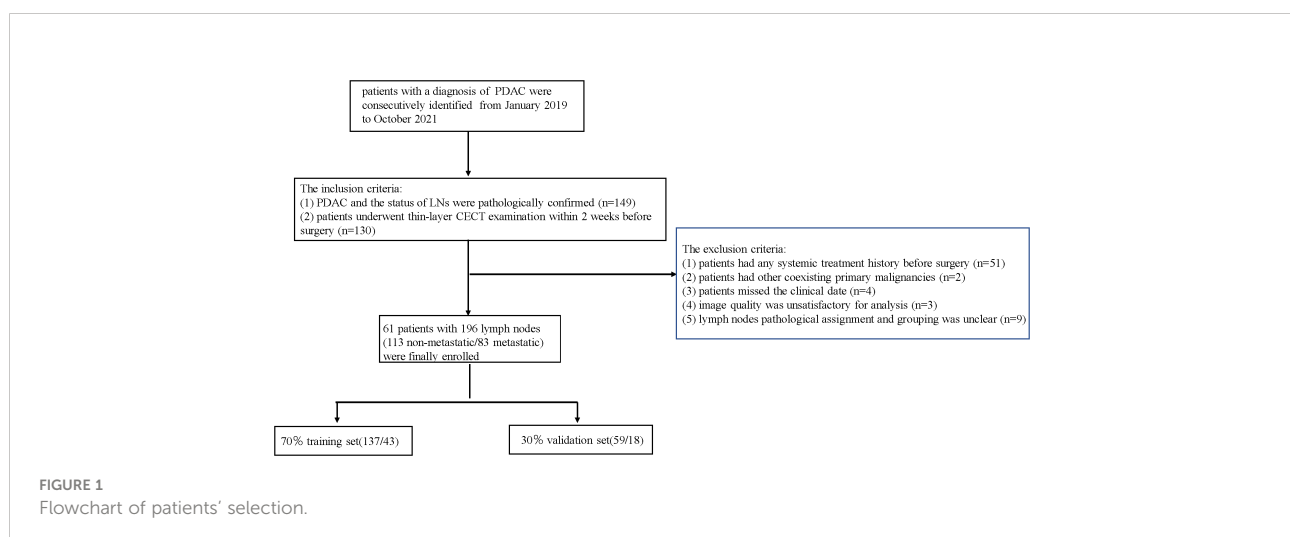 patients with a diagnosis of PDAC were
consecutively identified from January 2019
to October 2021
The inclusion criteria:
(1) PDAC and the status of LNs were pathologically confirmed (n=149)
(2) patients underwent thin-layer CECT examination within 2 weeks before
surgery (n=130)
The exclusion criteria:
(1) patients had any systemic treatment history before surgery (n=51)
(2) patients had other coexisting primary malignancies (n=2)
(3) patients missed the clinical date (n=4)
(4) image quality was unsatisfactory for analysis (n=3)
(5) lymph nodes pathological assignment and grouping was unclear (n=9)
61 patients with 196 lymph nodes
(113 non-metastatic/83 metastatic)
were finally enrolled
70% training set(137/43)
30% validation set(59/18)
FIGURE 1
Flowchart of patients’ selection.